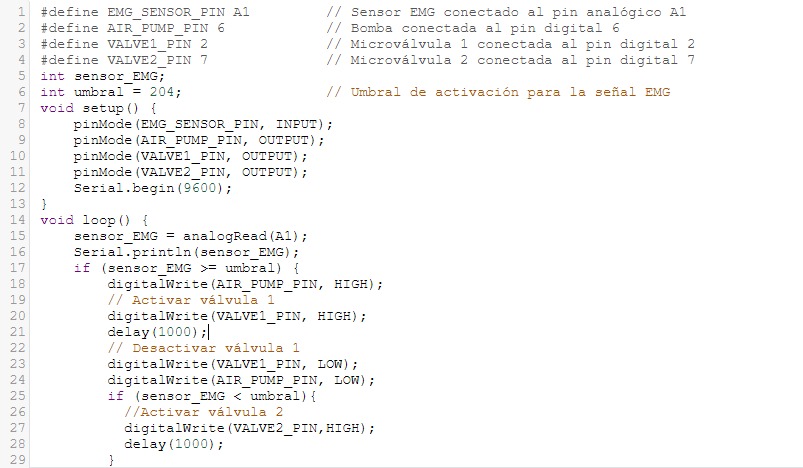 1 #define EMG_SENSOR_PIN A1 // Sensor EMG conectado al pin analógico A1
2 #define AIR_PUMP_PIN 6 // Bomba conectada al pin digital 6
3 #define VALVE1_PIN 2 // Microválvula 1 conectada al pin digital 2
4 #define VALVE2_PIN 7 // Microválvula 2 conectada al pin digital 7
5 int sensor_EMG;
6 int umbral = 204; // Umbral de activación para la señal EMG
7 void setup() {
8 pinMode(EMG_SENSOR_PIN, INPUT);
9 pinMode(AIR_PUMP_PIN, OUTPUT);
10 pinMode(VALVE1_PIN, OUTPUT);
11 pinMode(VALVE2_PIN, OUTPUT);
12 Serial.begin(9600);
13 }
14 void loop() {
15 sensor_EMG = analogRead(A1);
16 Serial.println(sensor_EMG);
17 if (sensor_EMG >= umbral) {
18 digitalWrite(AIR_PUMP_PIN, HIGH);
19 // Activar válvula 1
20 digitalWrite(VALVE1_PIN, HIGH);
21 delay(1000);
22 // Desactivar válvula 1
23 digitalWrite(VALVE1_PIN, LOW);
24 digitalWrite(AIR_PUMP_PIN, LOW);
25 if (sensor_EMG < umbral){
26 //Activar válvula 2
27 digitalWrite(VALVE2_PIN,HIGH);
28 delay(1000);
29 }